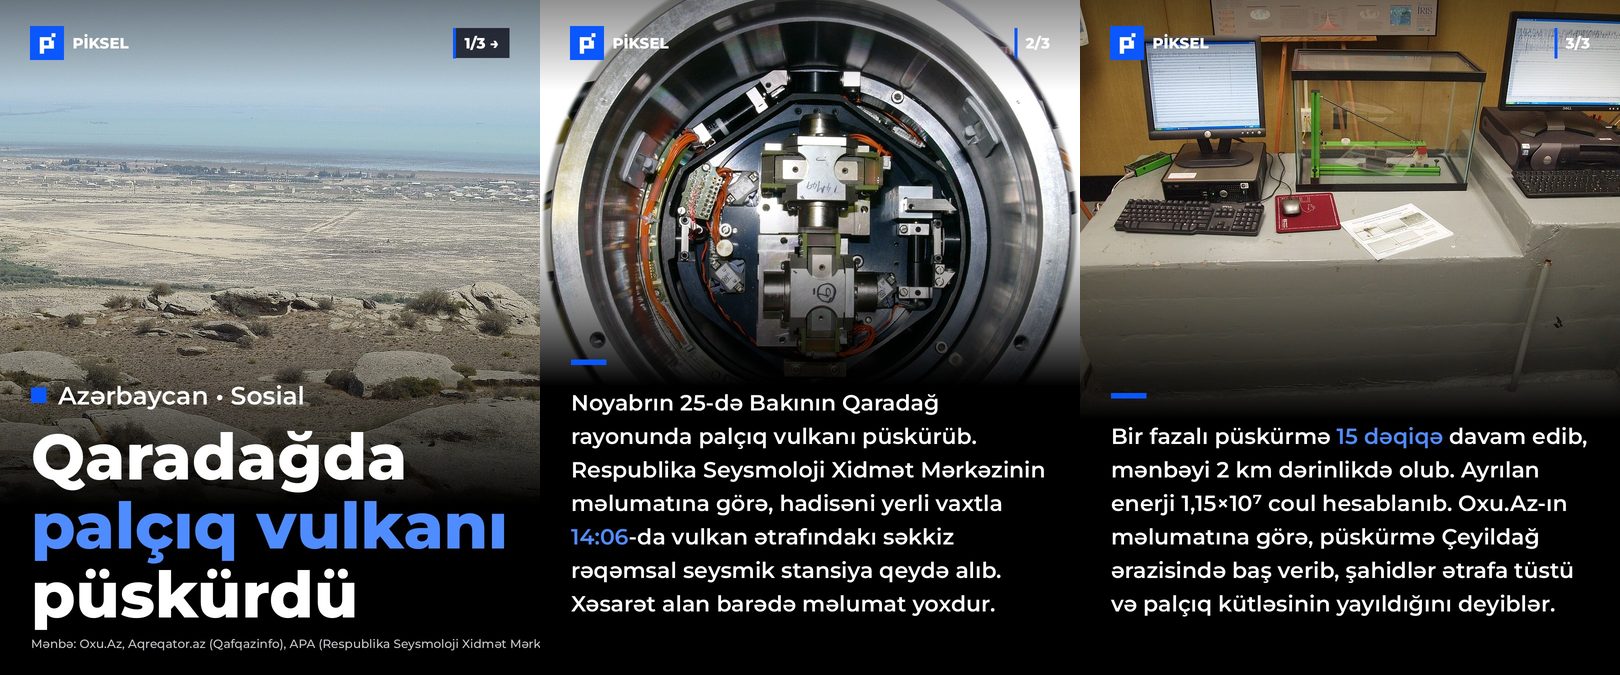 PİKSEL
1/3 →
Azərbaycan • Sosial
Qaradağda
palçıq vulkanı
püskürdü
Mənbə: Oxu.Az, Aqreqator.az (Qafqazinfo), APA (Respublika Seysmoloji Xidmət Mərk
PİKSEL
2/3
Noyabrın 25-də Bakının Qaradağ
rayonunda palçıq vulkanı püskürüb.
Respublika Seysmoloji Xidmət Mərkəzinin
məlumatına görə, hadisəni yerli vaxtla
14:06-da vulkan ətrafındakı səkkiz
rəqəmsal seysmik stansiya qeydə alıb.
Xəsarət alan barədə məlumat yoxdur.
PİKSEL
3/3
IRIS
Bir fazalı püskürmə 15 dəqiqə davam edib,
mənbəyi 2 km dərinlikdə olub. Ayrılan
enerji 1,15×10⁷ coul hesablanıb. Oxu.Az-ın
məlumatına görə, püskürmə Çeyildağ
ərazisində baş verib, şahidlər ətrafa tüstü
və palçıq kütləsinin yayıldığını deyiblər.